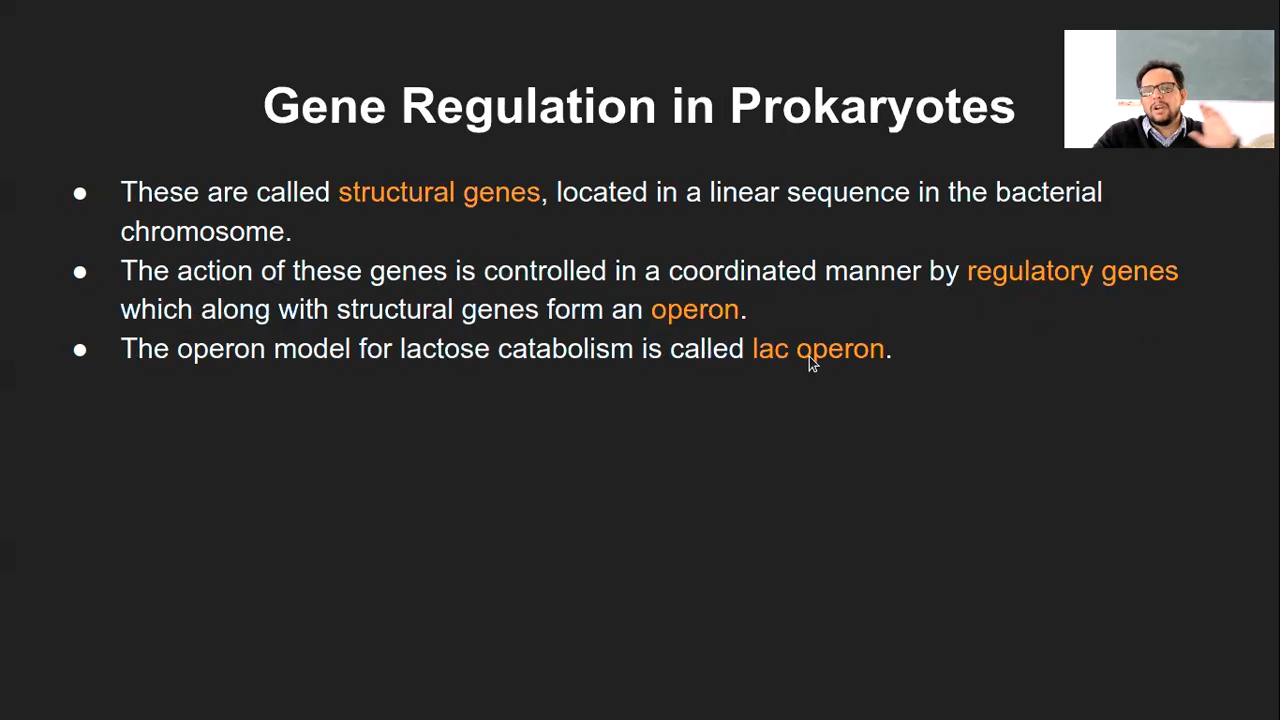 Gene Regulation in Prokaryotes
● These are called structural genes, located in a linear sequence in the bacterial
chromosome.
● The action of these genes is controlled in a coordinated manner by regulatory genes
which along with structural genes form an operon.
● The operon model for lactose catabolism is called lac operon.